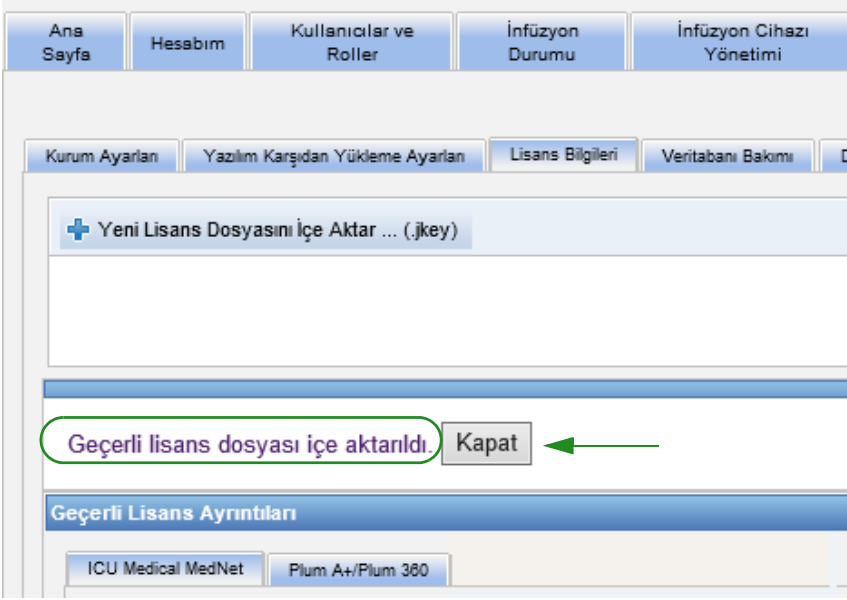 Ana
Sayfa
Hesabım
Kullanıcılar ve
Roller
İnfüzyon
Durumu
İnfüzyon Cihazı
Yönetimi
Kurum Ayarları
Yazılım Karşıdan Yükleme Ayarları
Lisans Bilgileri
Veritabanı Bakımı
D
Yeni Lisans Dosyasını İçe Aktar ... (.jkey)
Geçerli lisans dosyası içe aktarıldı.
Kapat
Geçerli Lisans Ayrıntıları
ICU Medical MedNet
Plum A+/Plum 360